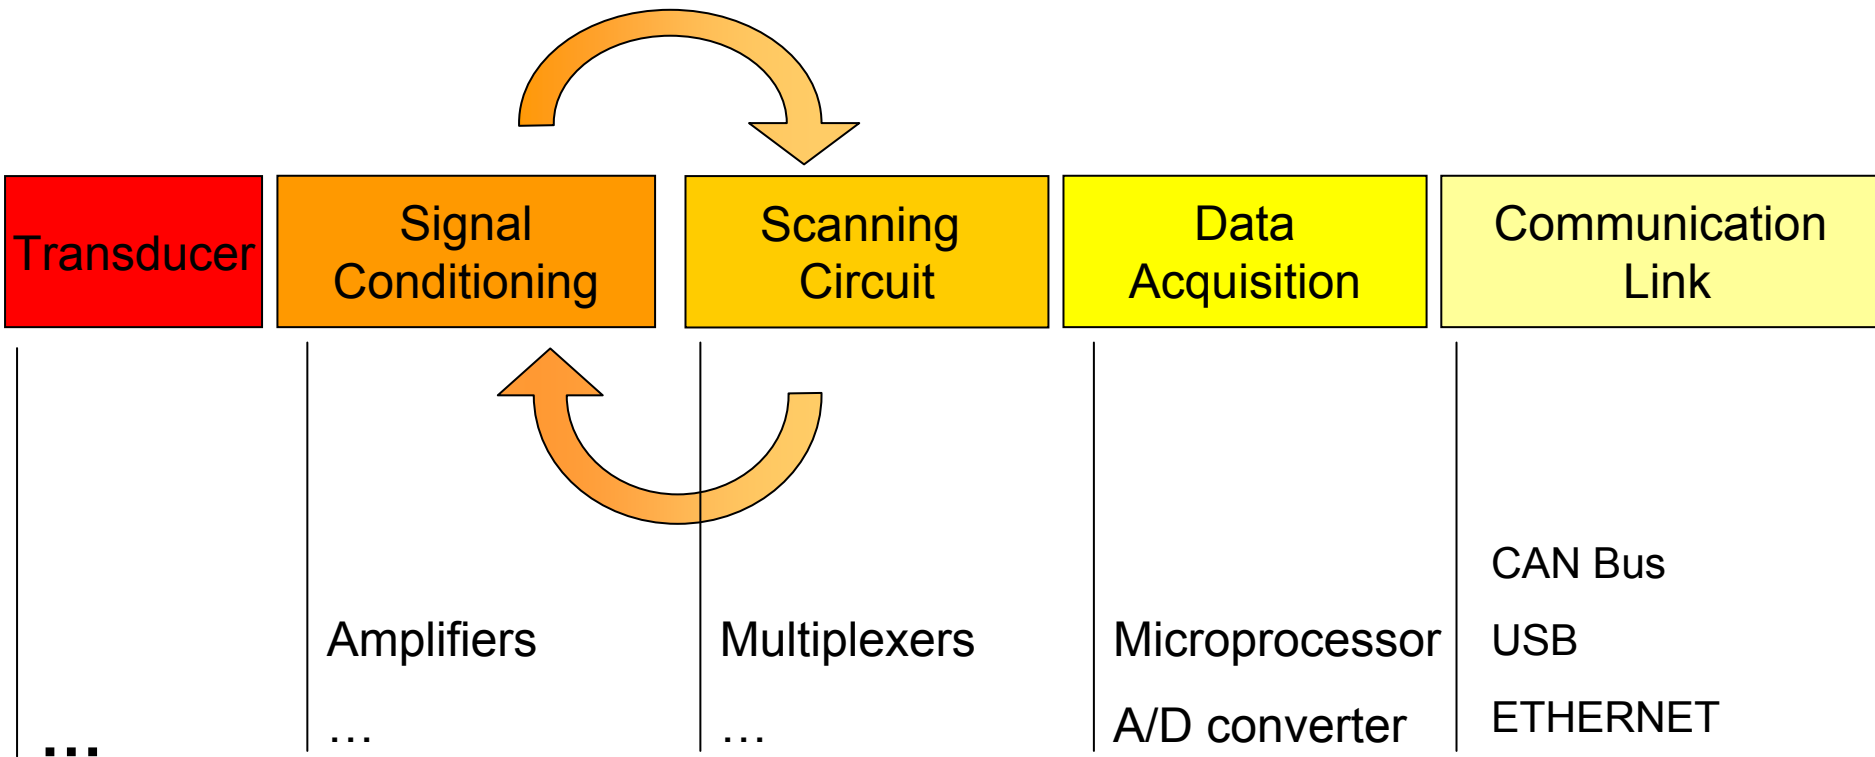 Transducer
Signal
Conditioning
Scanning
Circuit
Data
Acquisition
Communication
Link
...
Amplifiers
...
Multiplexers
...
Microprocessor
A/D converter
CAN Bus
USB
ETHERNET